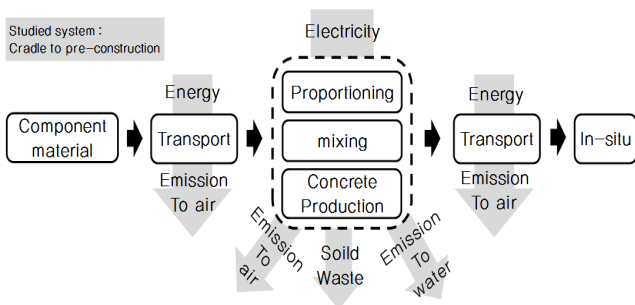 Studied system :
Cradle to pre-construction
Electricity
Energy
Energy
Component
material
Transport
Proportioning
mixing
Concrete
Production
Transport
In-situ
Emission
To air
Emission
To air
Emission
To
air
Soild
Waste
Emission
To
water